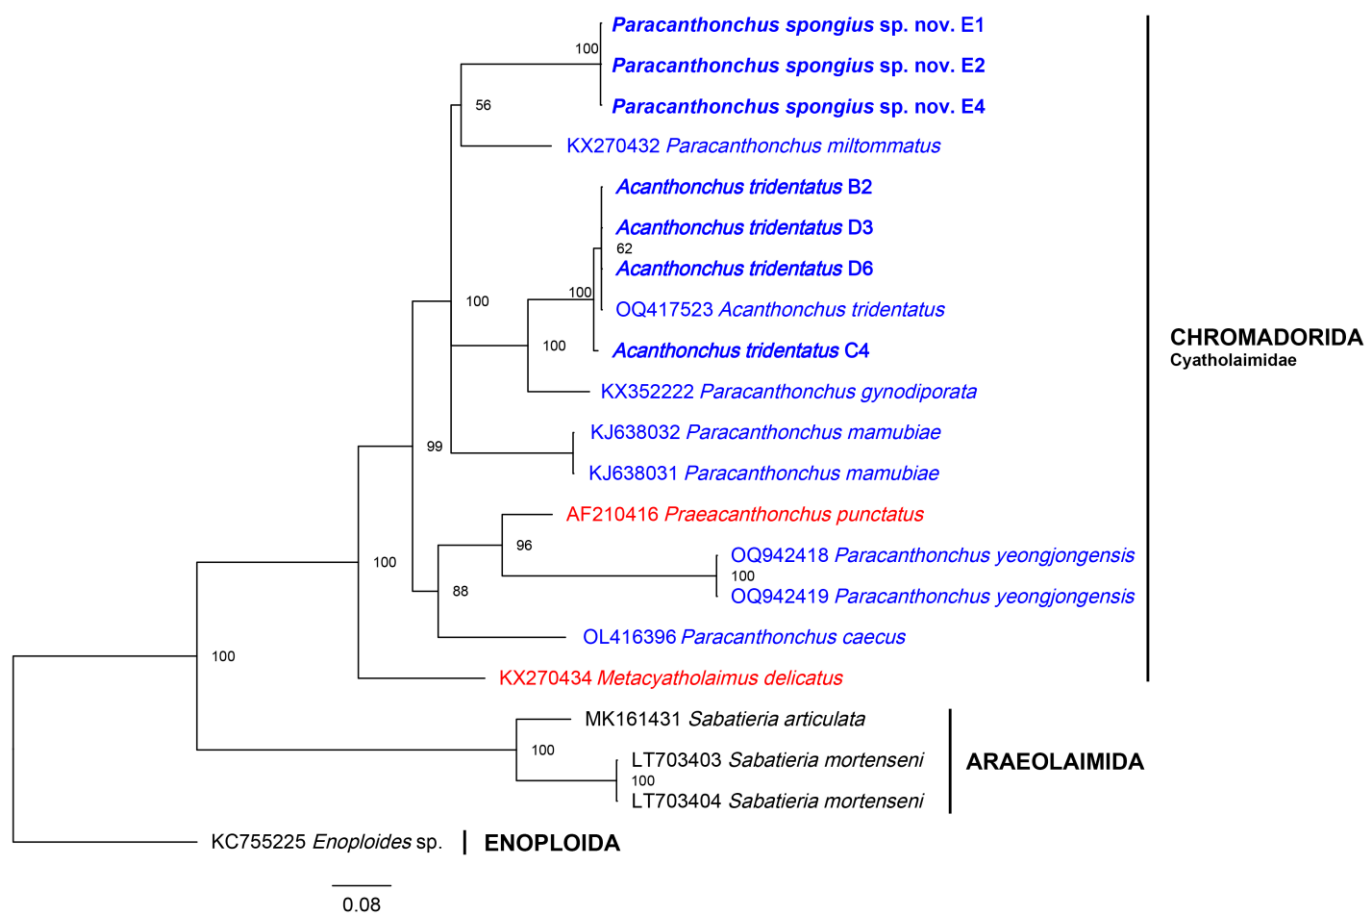 Paracanthonchus spongius sp. nov. E1
100
Paracanthonchus spongius sp. nov. E2
56
Paracanthonchus spongius sp. nov. E4
KX270432 Paracanthonchus miltommatus
Acanthonchus tridentatus B2
Acanthonchus tridentatus D3
62
Acanthonchus tridentatus D6
100
100
OQ417523 Acanthonchus tridentatus
100
Acanthonchus tridentatus C4
KX352222 Paracanthonchus gynodiporata
KJ638032 Paracanthonchus mamubiae
99
KJ638031 Paracanthonchus mamubiae
AF210416 Praeacanthonchus punctatus
96
100
OQ942418 Paracanthonchus yeongjongensis
100
88
OQ942419 Paracanthonchus yeongjongensis
OL416396 Paracanthonchus caecus
100
KX270434 Metacyatholaimus delicatus
CHROMADORIDA
Cyatholaimidae
MK161431 Sabatieria articulata
100
LT703403 Sabatieria mortenseni
100
LT703404 Sabatieria mortenseni
ARAEOLAIMIDA
KC755225 Enoploides sp.
ENOPLOIDA
0.08